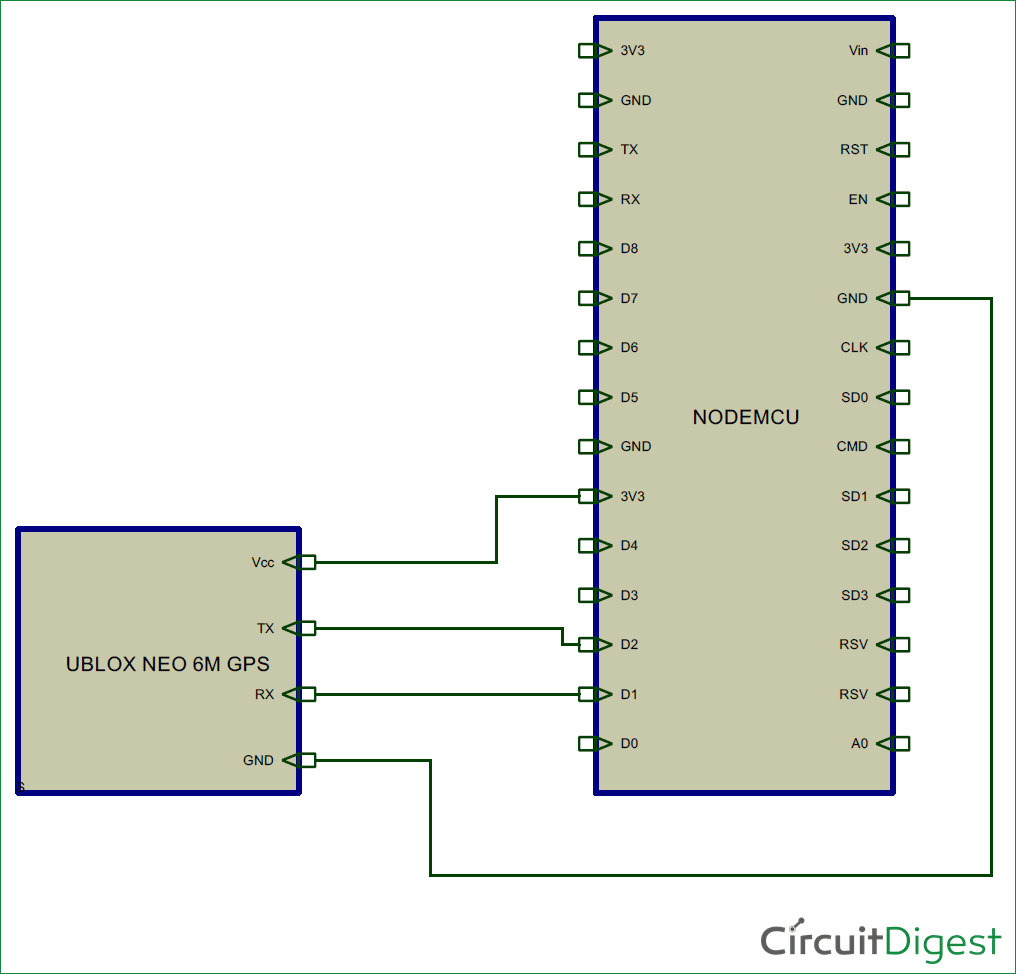 3V3 Vin
GND GND
TX RST
RX EN
D8 3V3
D7 GND
D6 CLK
D5 SD0
NODEMCU
GND CMD
3V3 SD1
D4 SD2
D3 SD3
D2 RSV
D1 RSV
D0 A0
Vcc
TX
UBLOX NEO 6M GPS
RX
GND
CircuitDigest